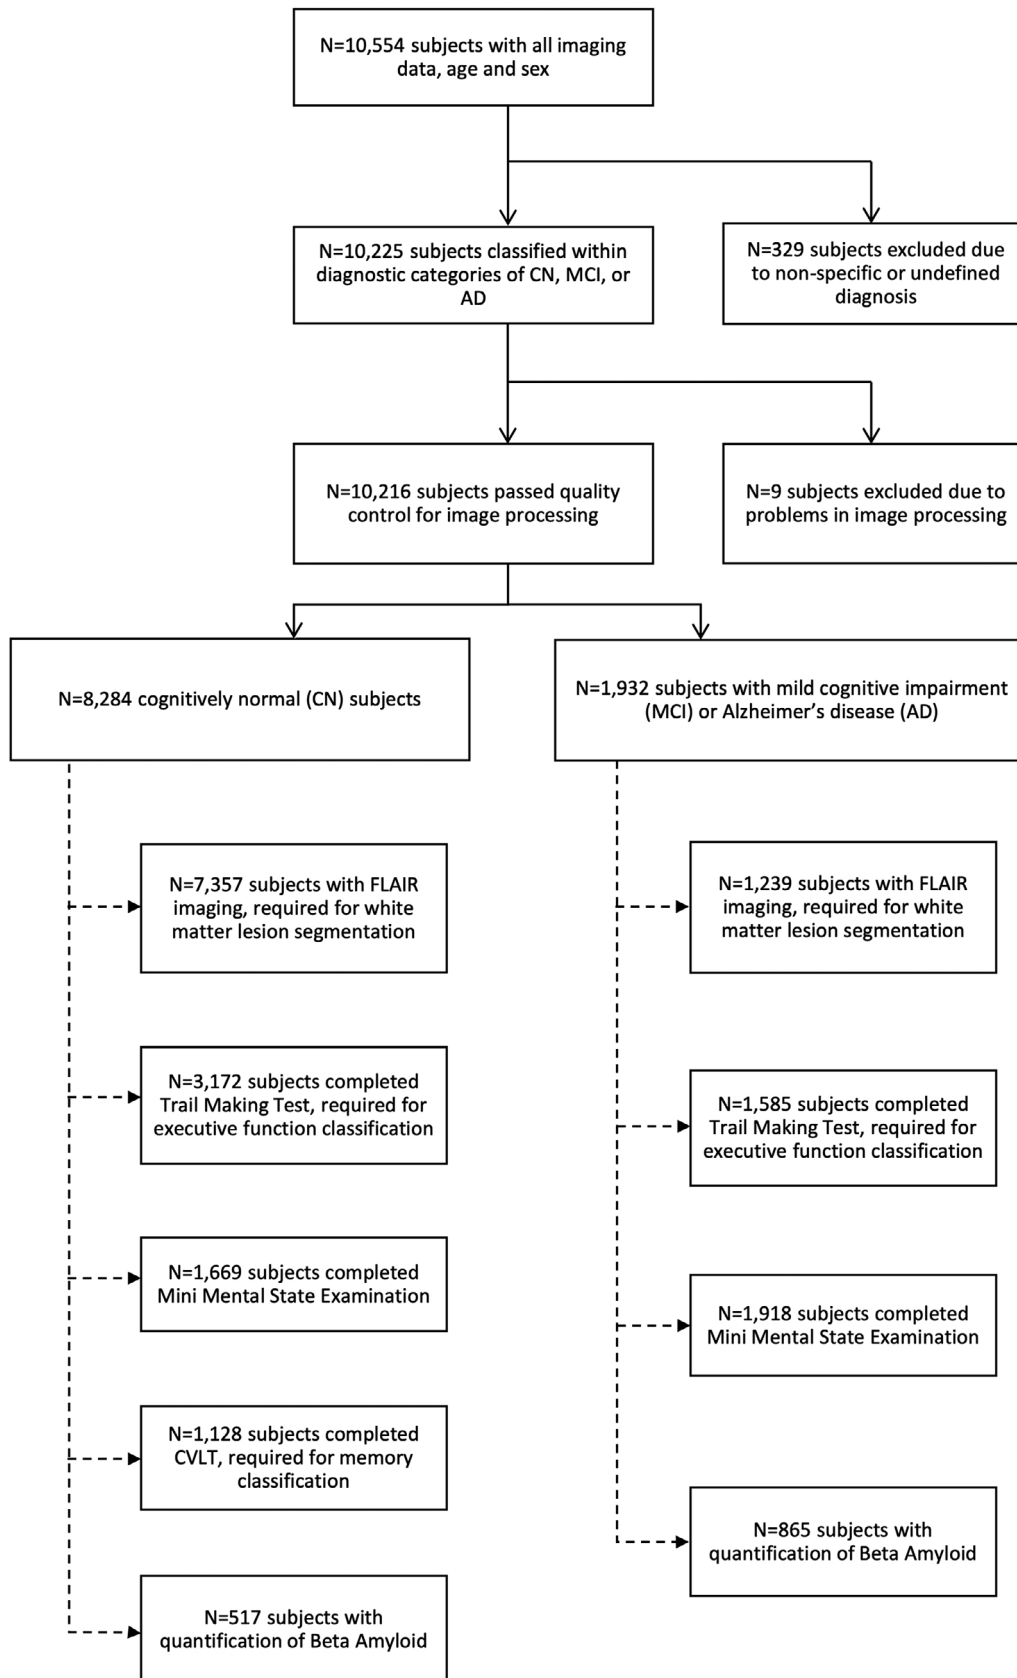 N=10,554 subjects with all imaging
data, age and sex
N=10,225 subjects classified within
diagnostic categories of CN, MCI, or
AD
N=329 subjects excluded due
to non-specific or undefined
diagnosis
N=10,216 subjects passed quality
control for image processing
N=9 subjects excluded due to
problems in image processing
N=8,284 cognitively normal (CN) subjects
N=1,932 subjects with mild cognitive impairment
(MCI) or Alzheimer’s disease (AD)
N=7,357 subjects with FLAIR
imaging, required for white
matter lesion segmentation
N=3,172 subjects completed
Trail Making Test, required for
executive function classification
N=1,669 subjects completed
Mini Mental State Examination
N=1,128 subjects completed
CVLT, required for memory
classification
N=517 subjects with
quantification of Beta Amyloid
N=1,239 subjects with FLAIR
imaging, required for white
matter lesion segmentation
N=1,585 subjects completed
Trail Making Test, required for
executive function classification
N=1,918 subjects completed
Mini Mental State Examination
N=865 subjects with
quantification of Beta Amyloid